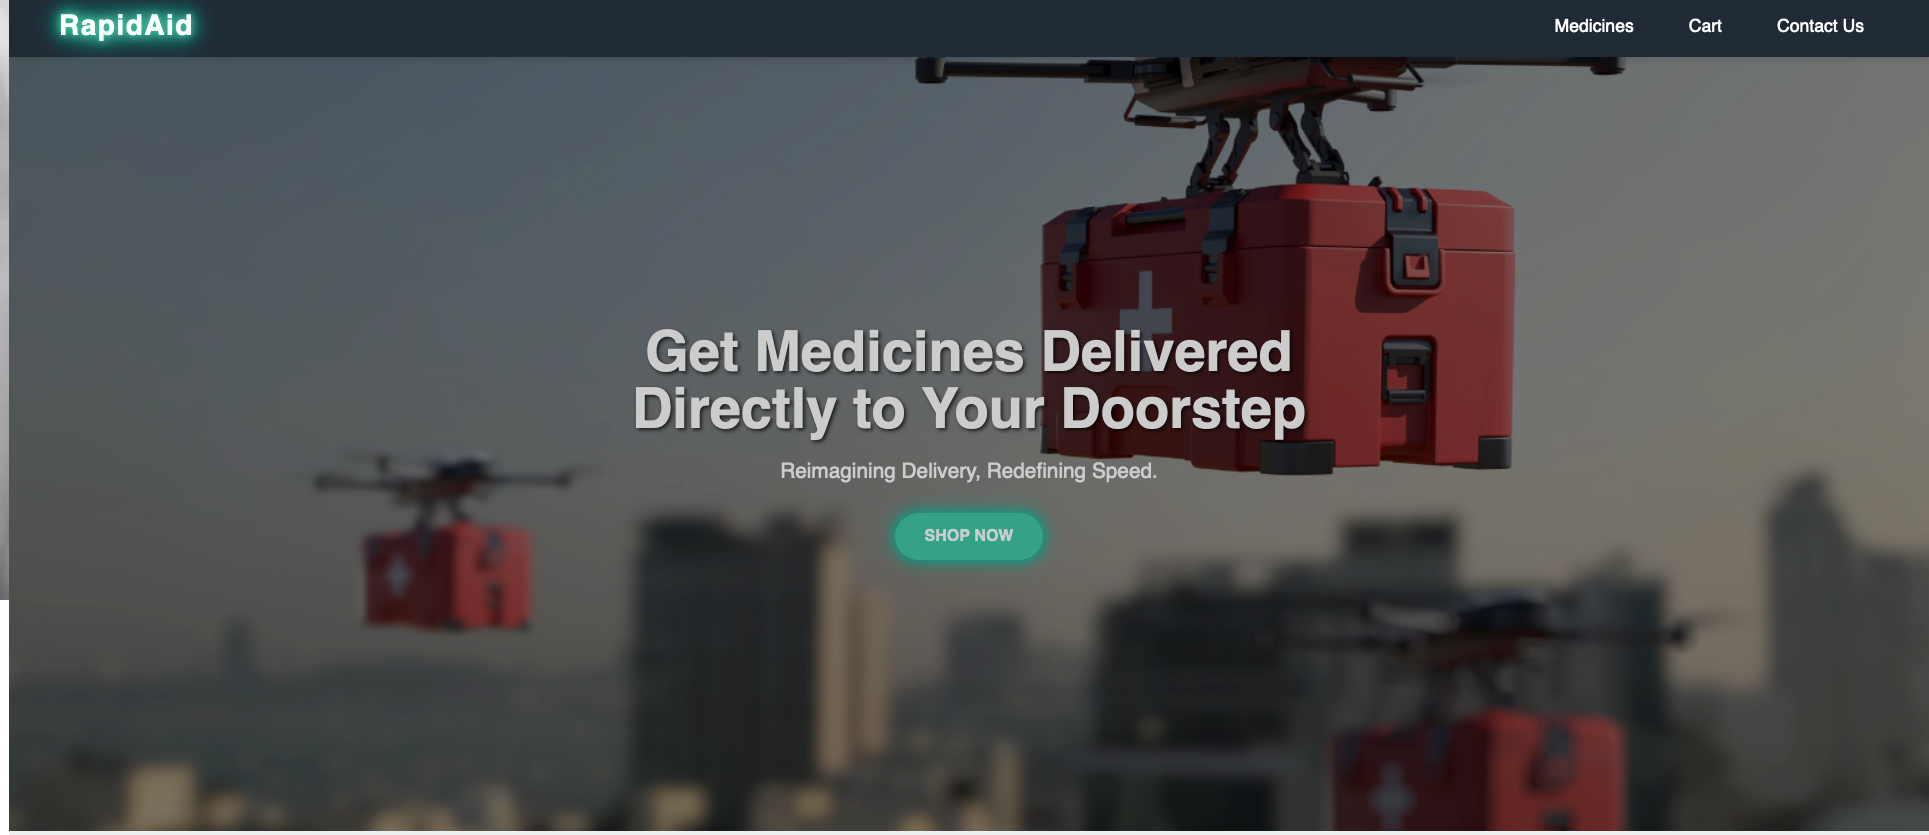 RapidAid
Medicines
Cart
Contact Us
Get Medicines Delivered
Directly to Your Doorstep
Reimagining Delivery, Redefining Speed.
SHOP NOW